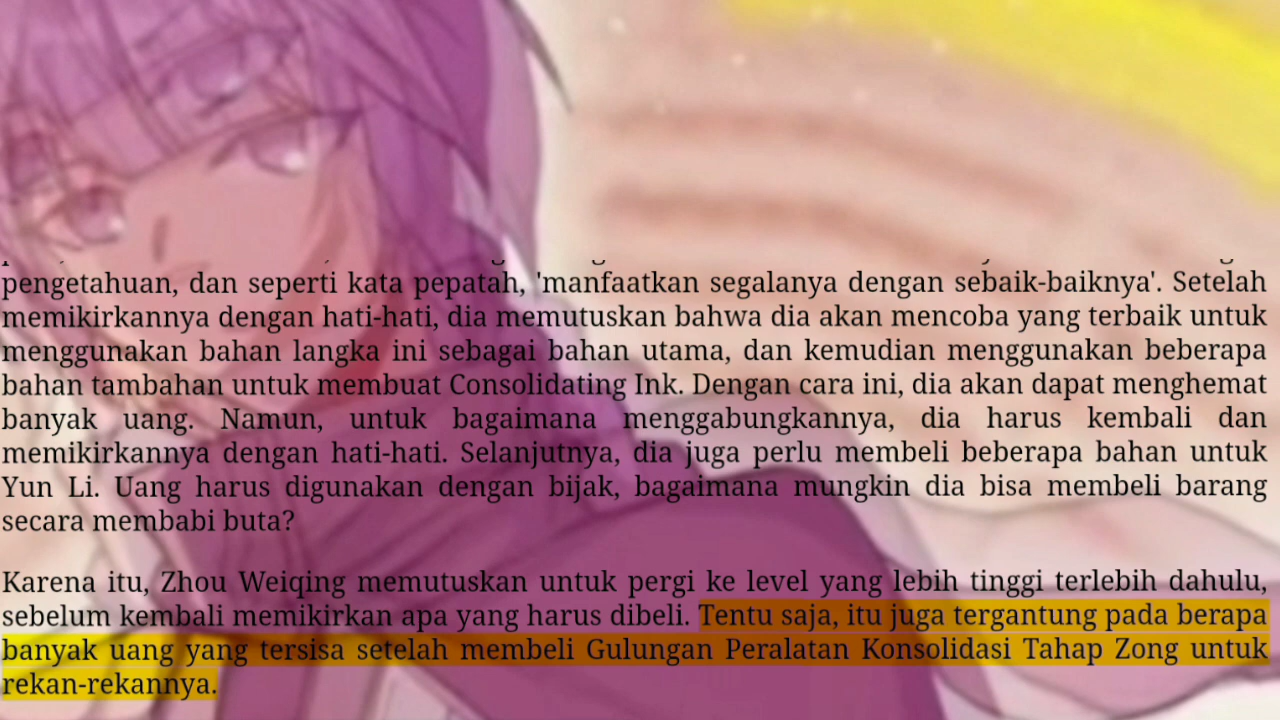 pengetahuan, dan seperti kata pepatah, 'manfaatkan segalanya dengan sebaik-baiknya'. Setelah
memikirkannya dengan hati-hati, dia memutuskan bahwa dia akan mencoba yang terbaik untuk
menggunakan bahan langka ini sebagai bahan utama, dan kemudian menggunakan beberapa
bahan tambahan untuk membuat Consolidating Ink. Dengan cara ini, dia akan dapat menghemat
banyak uang. Namun, untuk bagaimana menggabungkannya, dia harus kembali dan
memikirkannya dengan hati-hati. Selanjutnya, dia juga perlu membeli beberapa bahan untuk
Yun Li. Uang harus digunakan dengan bijak, bagaimana mungkin dia bisa membeli barang
secara membabi buta?
Karena itu, Zhou Weiqing memutuskan untuk pergi ke level yang lebih tinggi terlebih dahulu,
sebelum kembali memikirkan apa yang harus dibeli. Tentu saja, itu juga tergantung pada berapa
banyak uang yang tersisa setelah membeli Gulungan Peralatan Konsolidasi Tahap Zong untuk
rekan-rekannya.